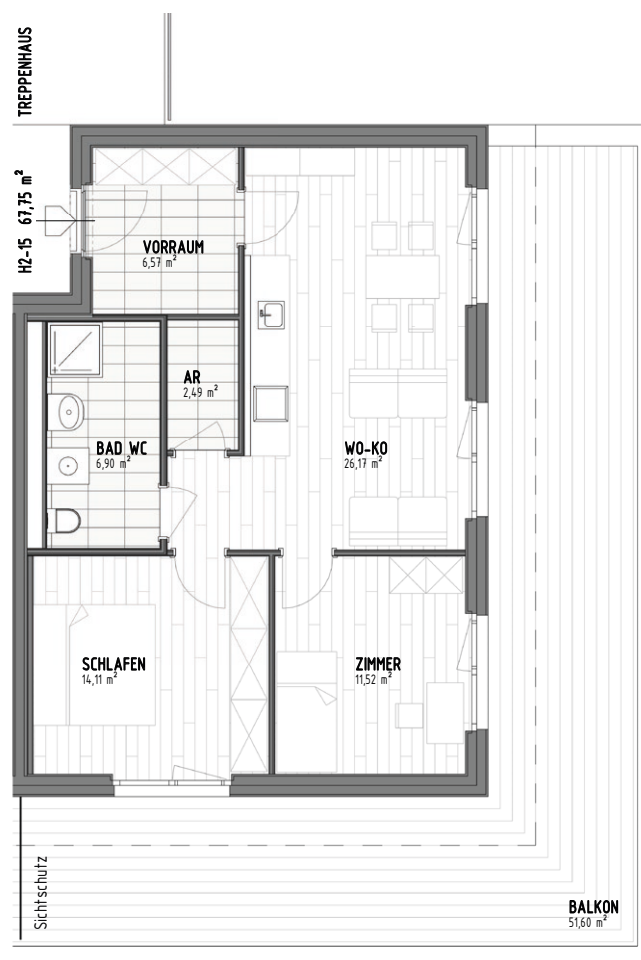 TREPPENHAUS
H2-15 67,75 m²
VORRAUM
6,57 m²
AR
2,49 m²
BAD WC
6,90 m²
WO-KO
26,17 m²
SCHLAFEN
14,11 m²
ZIMMER
11,52 m²
Sichtschutz
BALKON
51,60 m²